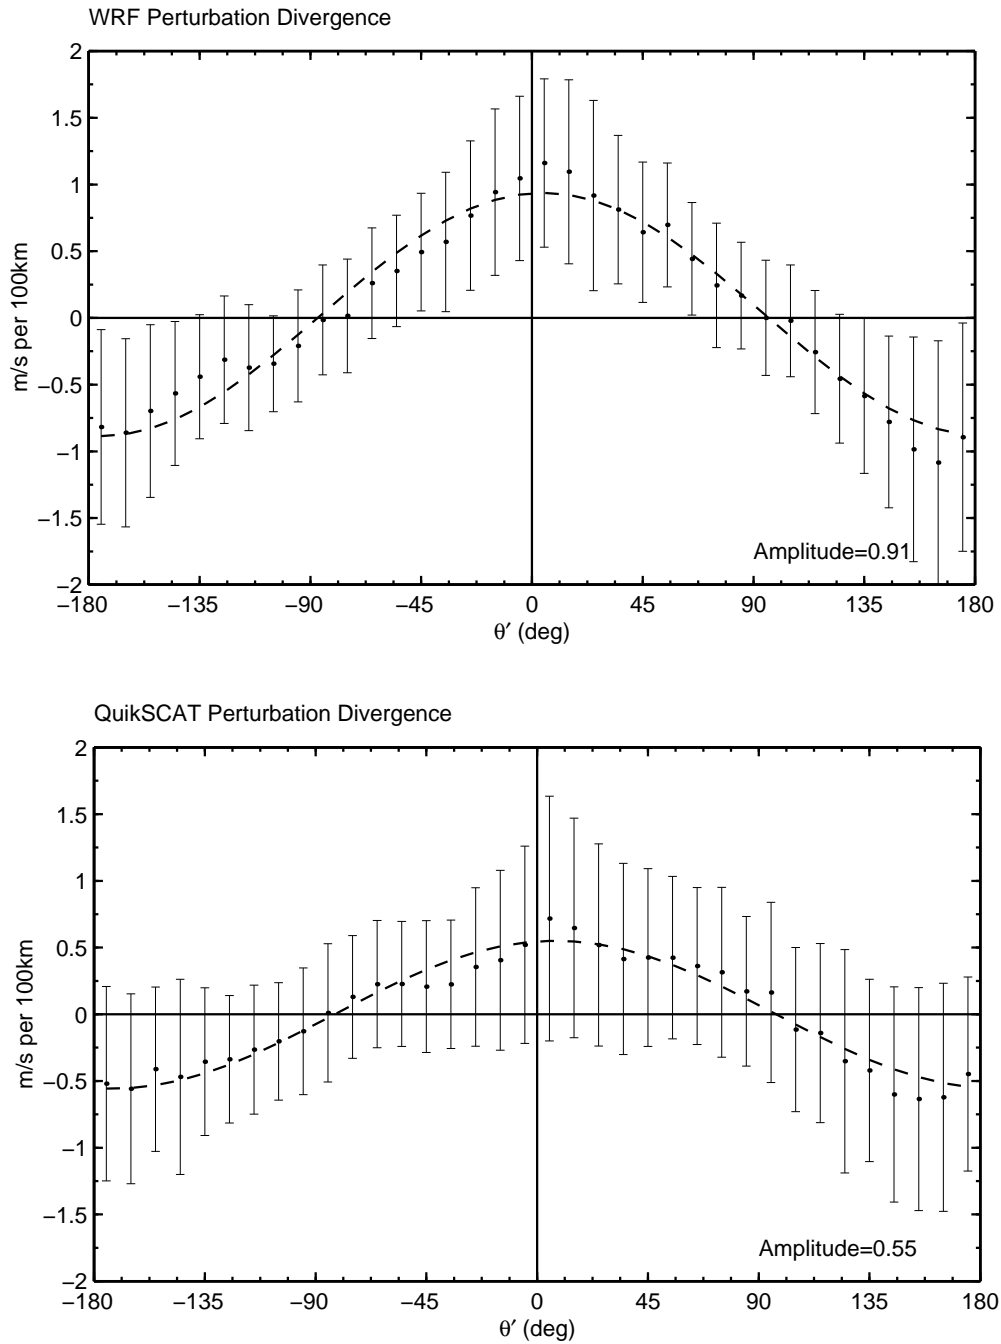 WRF Perturbation Divergence
2
1.5
1
0.5
0
−0.5
−1
−1.5
−2
m/s per 100km
Amplitude=0.91
−180 −135 −90 −45 0 45 90 135 180
θ′ (deg)
QuikSCAT Perturbation Divergence
2
1.5
1
0.5
0
−0.5
−1
−1.5
−2
m/s per 100km
Amplitude=0.55
−180 −135 −90 −45 0 45 90 135 180
θ′ (deg)